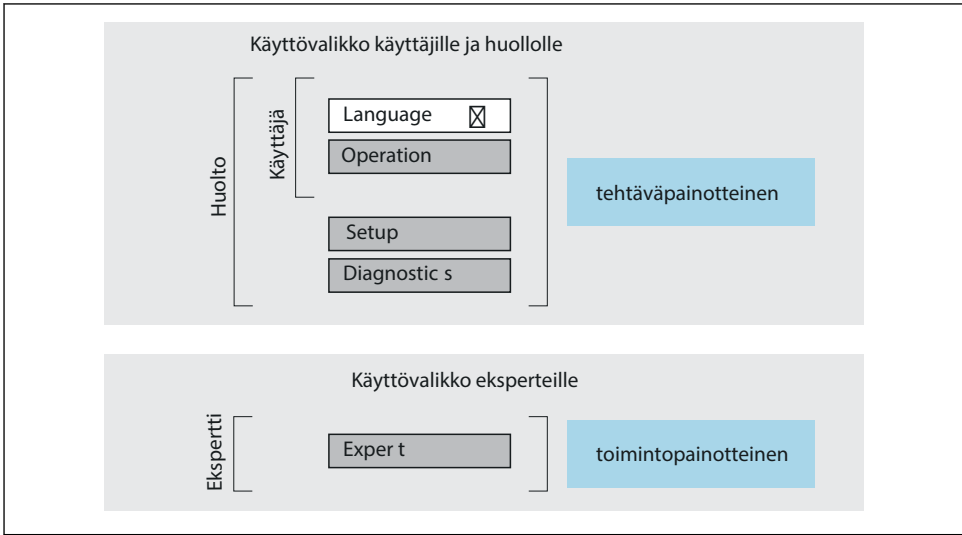 Käyttövalikko käyttäjille ja huollolle
Huolto
Käyttäjä
Language
Operation
Setup
Diagnostic s
tehtäväpainotteinen
Käyttövalikko eksperteille
Ekspertti
Exper t
toimintopainotteinen